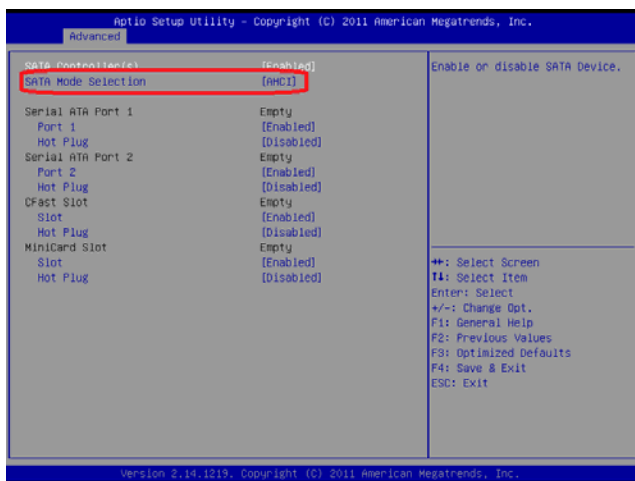 Aptio Setup Utility - Copyright (C) 2011 American Megatrends, Inc.
Advanced
SATA Controller(s) [Enabled]
SATA Mode Selection [AHCI]
Serial ATA Port 1 Empty
Port 1 [Enabled]
Hot Plug [Disabled]
Serial ATA Port 2 Empty
Port 2 [Enabled]
Hot Plug [Disabled]
CFast Slot Empty
Slot [Enabled]
Hot Plug [Disabled]
MiniCard Slot Empty
Slot [Enabled]
Hot Plug [Disabled]
Enable or disable SATA Device.
↔: Select Screen
↑↓: Select Item
Enter: Select
+/-: Change Opt.
F1: General Help
F2: Previous Values
F3: Optimized Defaults
F4: Save & Exit
ESC: Exit
Version 2.14.1219. Copyright (C) 2011 American Megatrends, Inc.